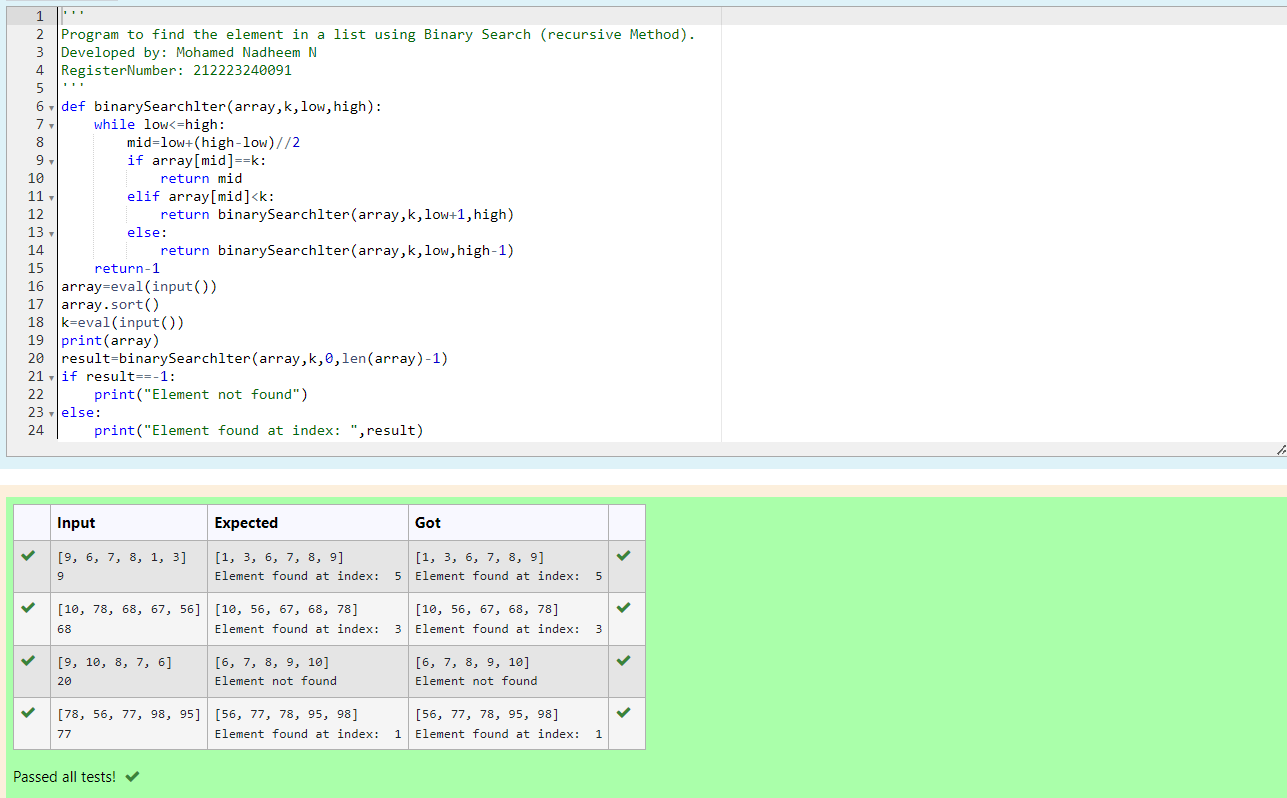 1 '''
2 Program to find the element in a list using Binary Search (recursive Method).
3 Developed by: Mohamed Nadheem N
4 RegisterNumber: 212223240091
5 '''
6 def binarySearchlter(array,k,low,high):
7     while low<=high:
8         mid=low+(high-low)//2
9         if array[mid]==k:
10             return mid
11         elif array[mid]<k:
12             return binarySearchlter(array,k,low+1,high)
13         else:
14             return binarySearchlter(array,k,low,high-1)
15     return-1
16 array=eval(input())
17 array.sort()
18 k=eval(input())
19 print(array)
20 result=binarySearchlter(array,k,0,len(array)-1)
21 if result==-1:
22     print("Element not found")
23 else:
24     print("Element found at index: ",result)
Input Expected Got
[9, 6, 7, 8, 1, 3] [1, 3, 6, 7, 8, 9] [1, 3, 6, 7, 8, 9]
9 Element found at index:  5 Element found at index:  5
[10, 78, 68, 67, 56] [10, 56, 67, 68, 78] [10, 56, 67, 68, 78]
68 Element found at index:  3 Element found at index:  3
[9, 10, 8, 7, 6] [6, 7, 8, 9, 10] [6, 7, 8, 9, 10]
20 Element not found Element not found
[78, 56, 77, 98, 95] [56, 77, 78, 95, 98] [56, 77, 78, 95, 98]
77 Element found at index:  1 Element found at index:  1
Passed all tests!